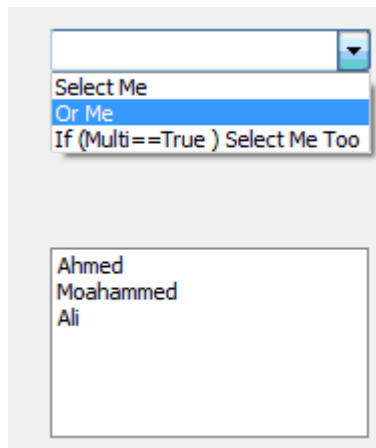 Select Me
Or Me
If (Multi==True ) Select Me Too
Ahmed
Moahammed
Ali